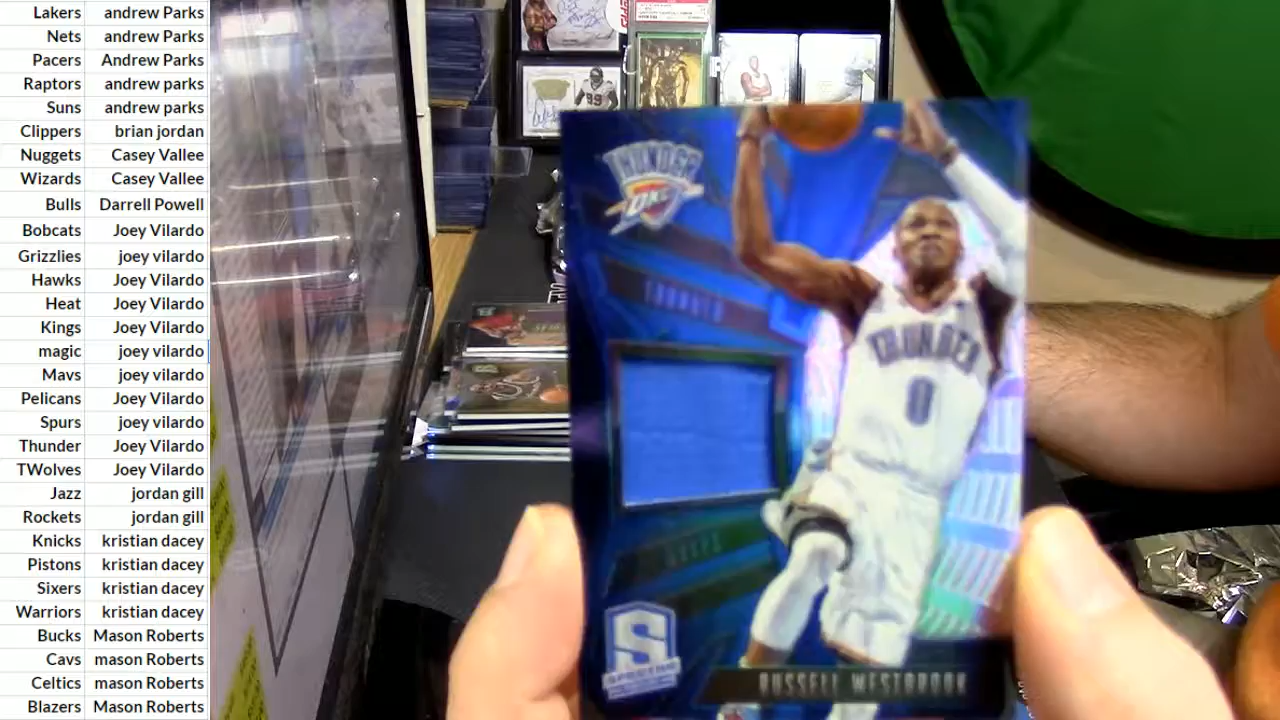 Lakers andrew Parks
Nets andrew Parks
Pacers Andrew Parks
Raptors andrew parks
Suns andrew parks
Clippers brian jordan
Nuggets Casey Vallee
Wizards Casey Vallee
Bulls Darrell Powell
Bobcats Joey Vilardo
Grizzlies joey vilardo
Hawks Joey Vilardo
Heat Joey Vilardo
Kings Joey Vilardo
magic joey vilardo
Mavs joey vilardo
Pelicans Joey Vilardo
Spurs joey vilardo
Thunder Joey Vilardo
TWolves Joey Vilardo
Jazz jordan gill
Rockets jordan gill
Knicks kristian dacey
Pistons kristian dacey
Sixers kristian dacey
Warriors kristian dacey
Bucks Mason Roberts
Cavs mason Roberts
Celtics mason Roberts
Blazers Mason Roberts
THUNDER
OKC
THUNDER
THUNDER
0
S
SPECTRA
RUSSELL WESTBROOK
99